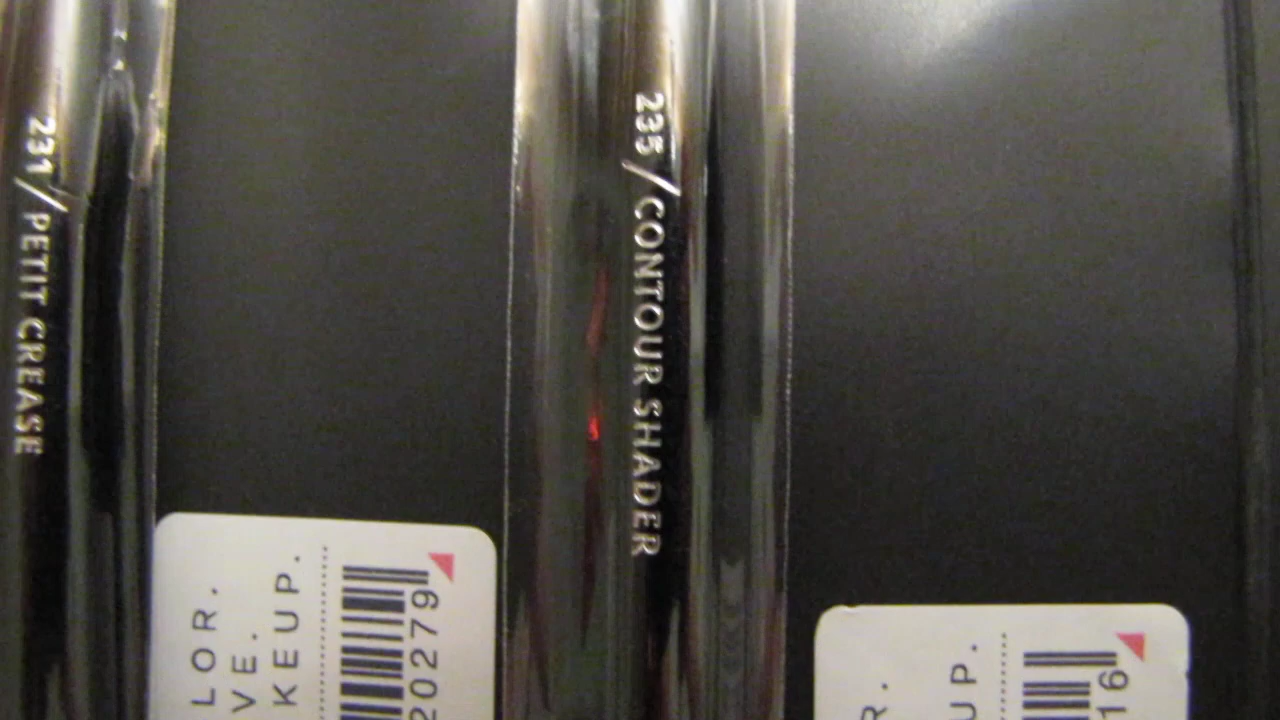 231/PETIT CREASE
235/CONTOUR SHADER
LOR.
VE.
KEUP.
20279
R.
UP.
16